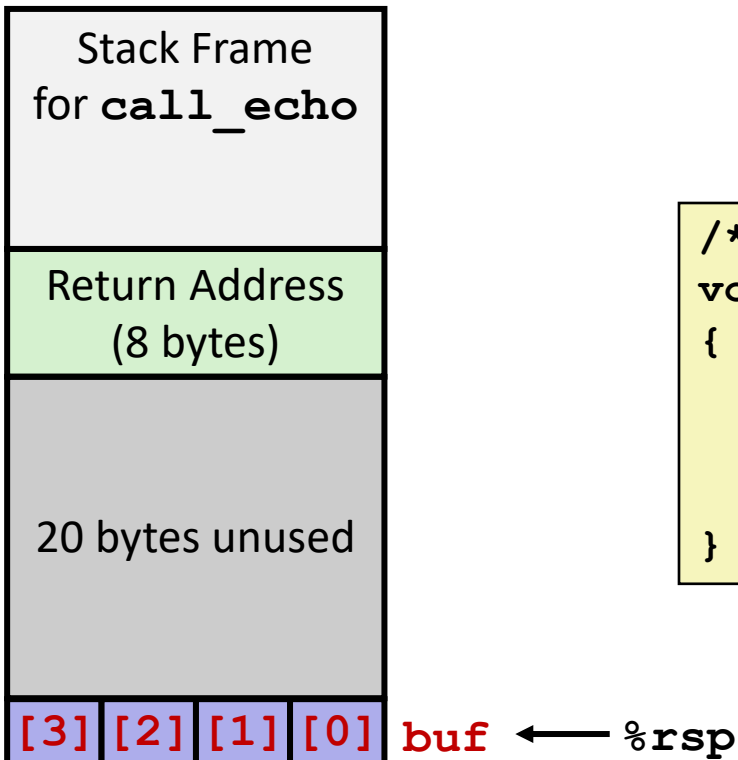 Stack Frame
for call_echo
Return Address
(8 bytes)
20 bytes unused
[3] [2] [1] [0] buf %rsp
/*
{
}